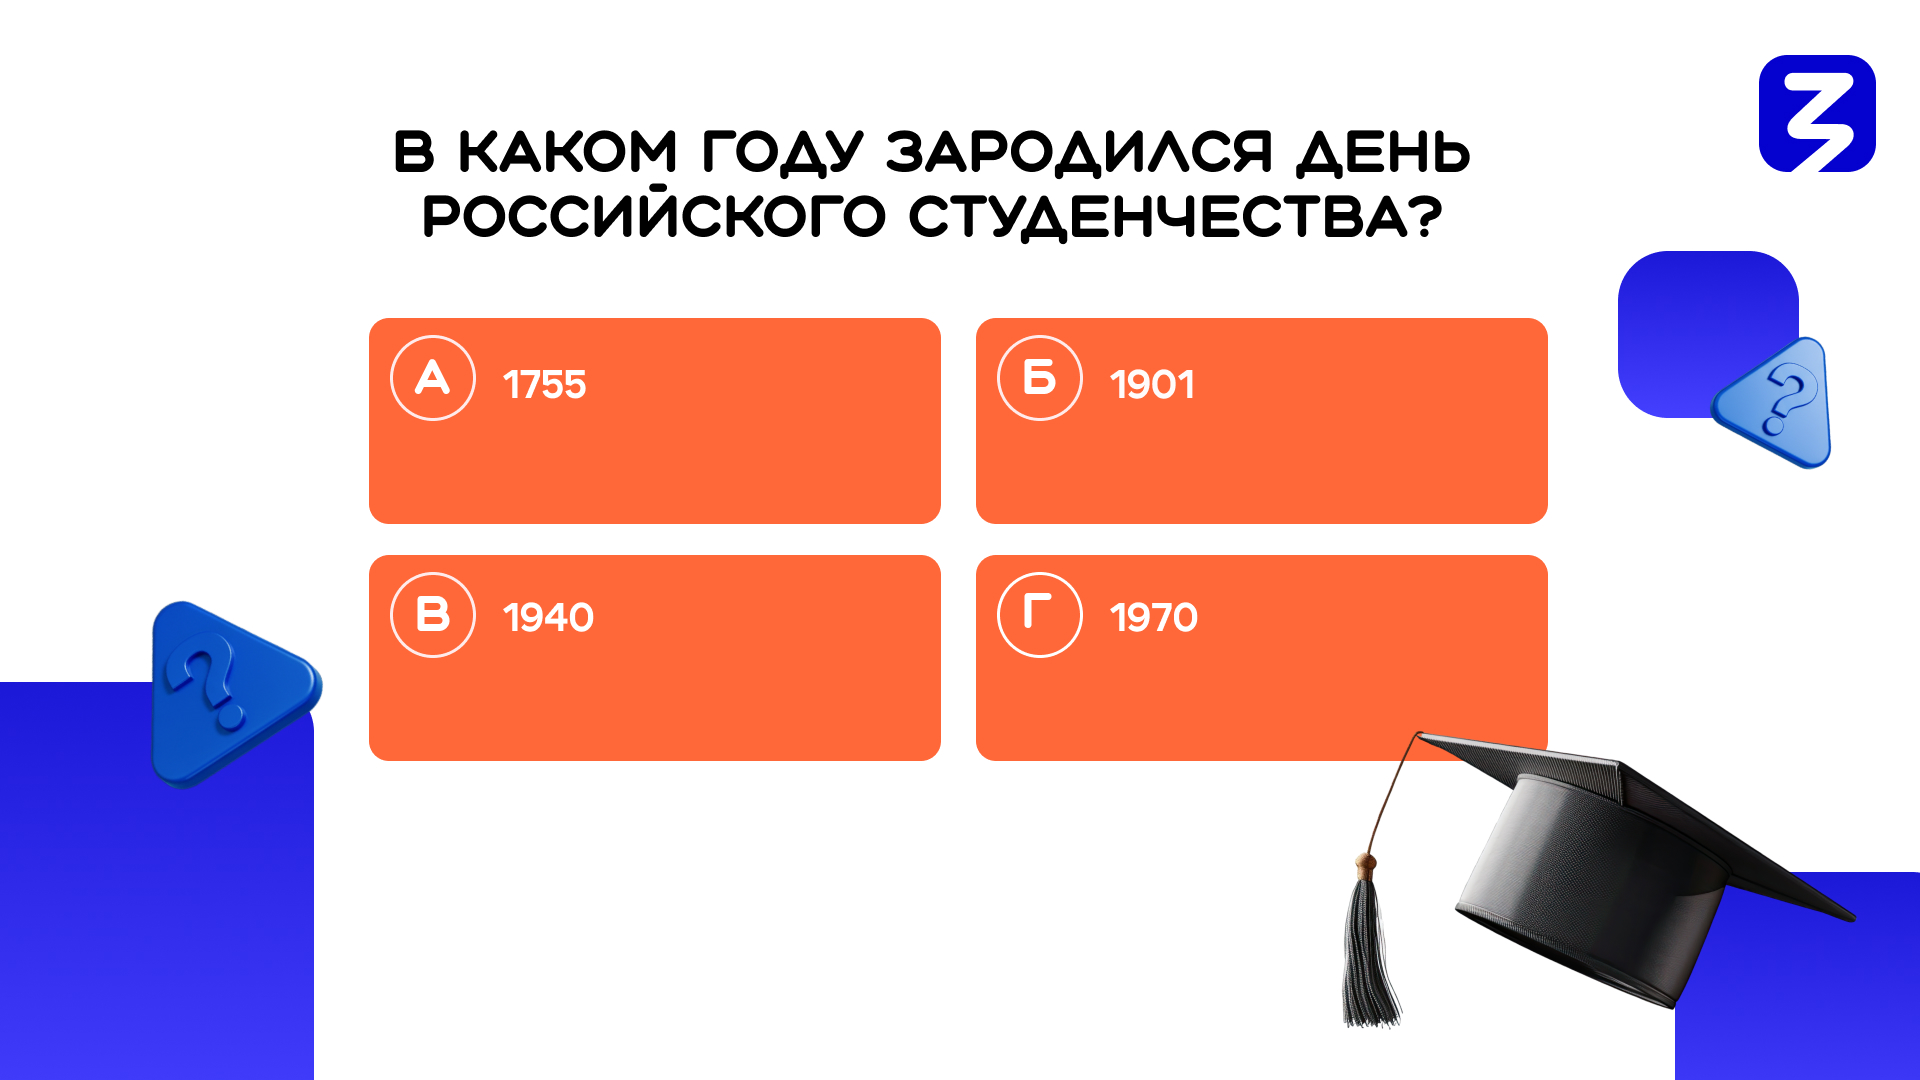 В КАКОМ ГОДУ ЗАРОДИЛСЯ ДЕНЬ
РОССИЙСКОГО СТУДЕНЧЕСТВА?
А 1755
Б 1901
В 1940
Г 1970